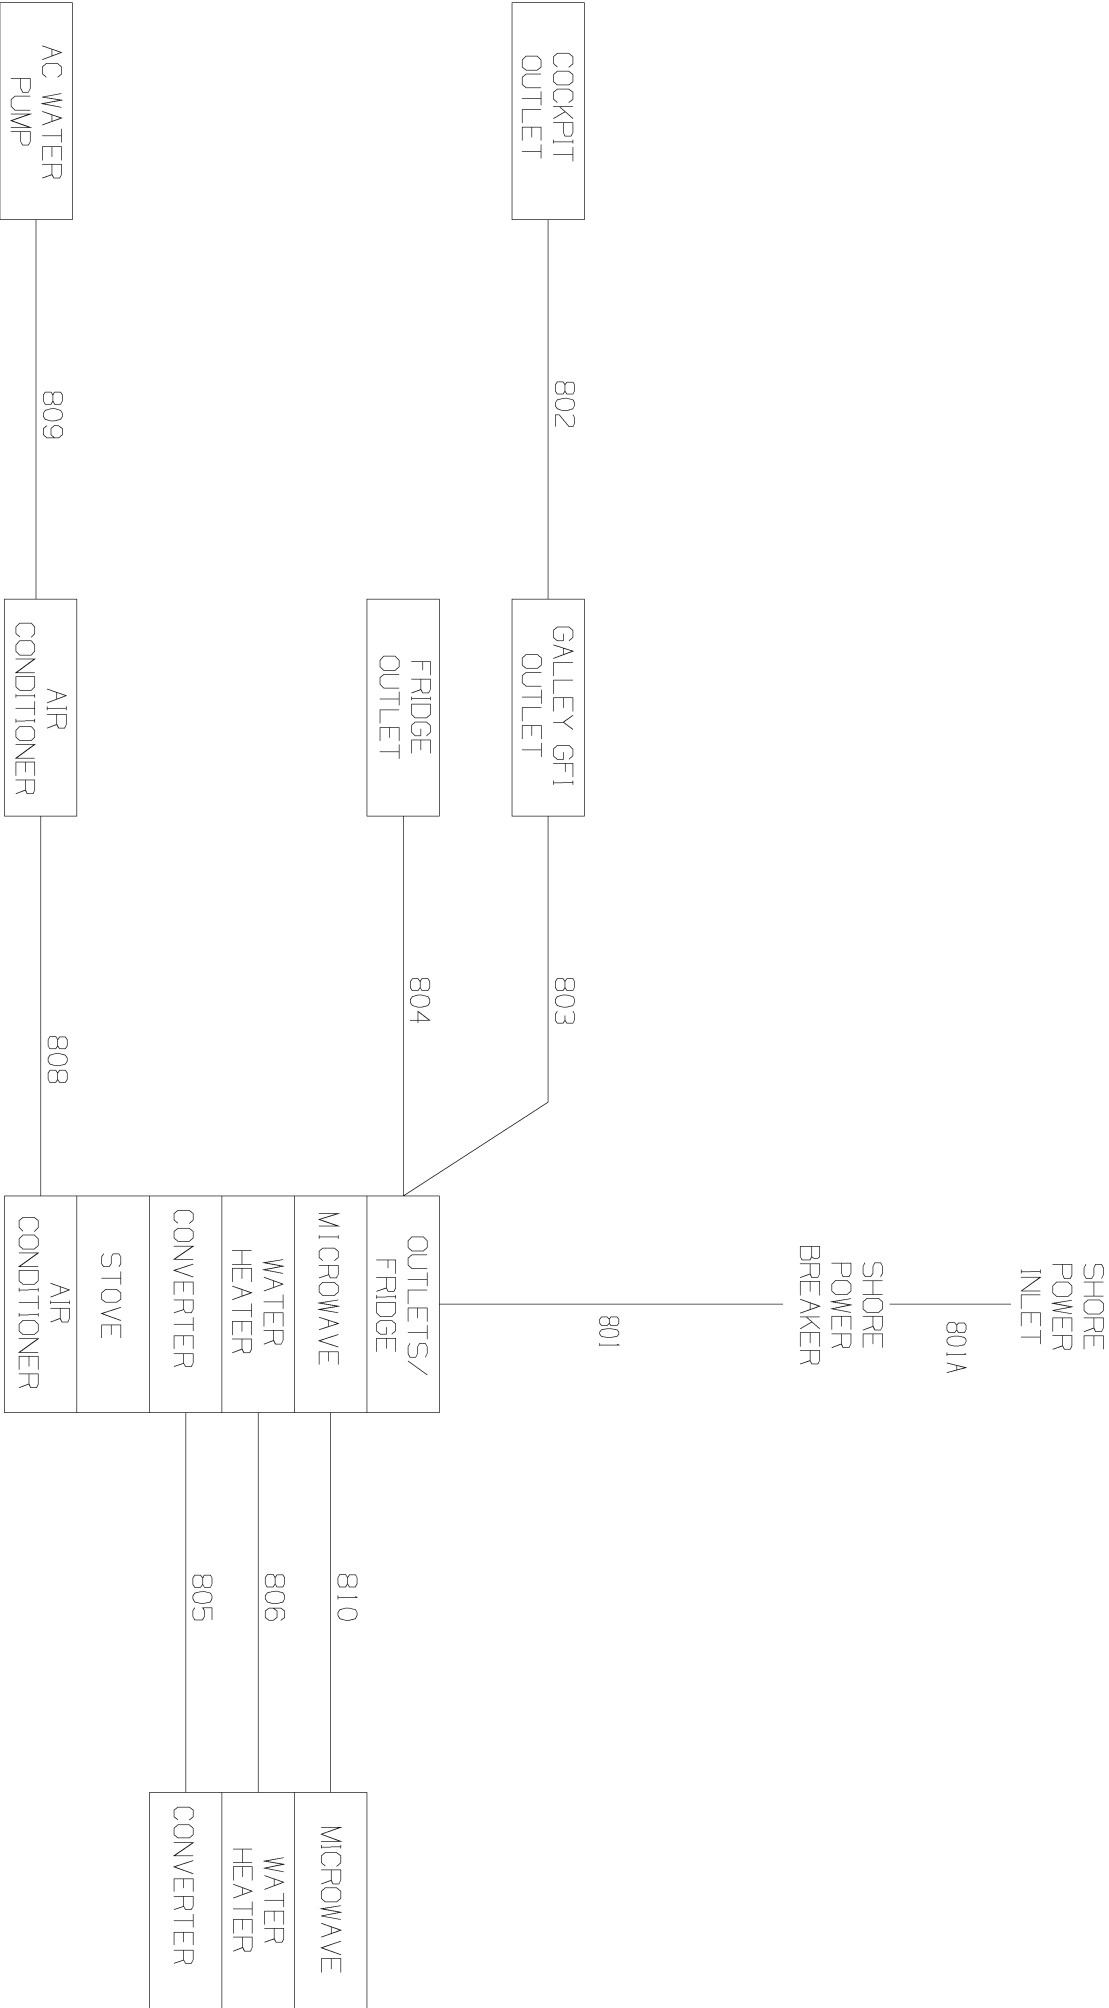 SHORE
POWER
INLET
801A
SHORE
POWER
BREAKER
801
COCKPIT
OUTLET
802
GALLEY GFI
OUTLET
803
FRIDGE
OUTLET
804
OUTLETS/
FRIDGE
MICROWAVE
810
MICROWAVE
WATER
HEATER
806
WATER
HEATER
CONVERTER
805
CONVERTER
STOVE
AC WATER
PUMP
809
AIR
CONDITIONER
808
AIR
CONDITIONER